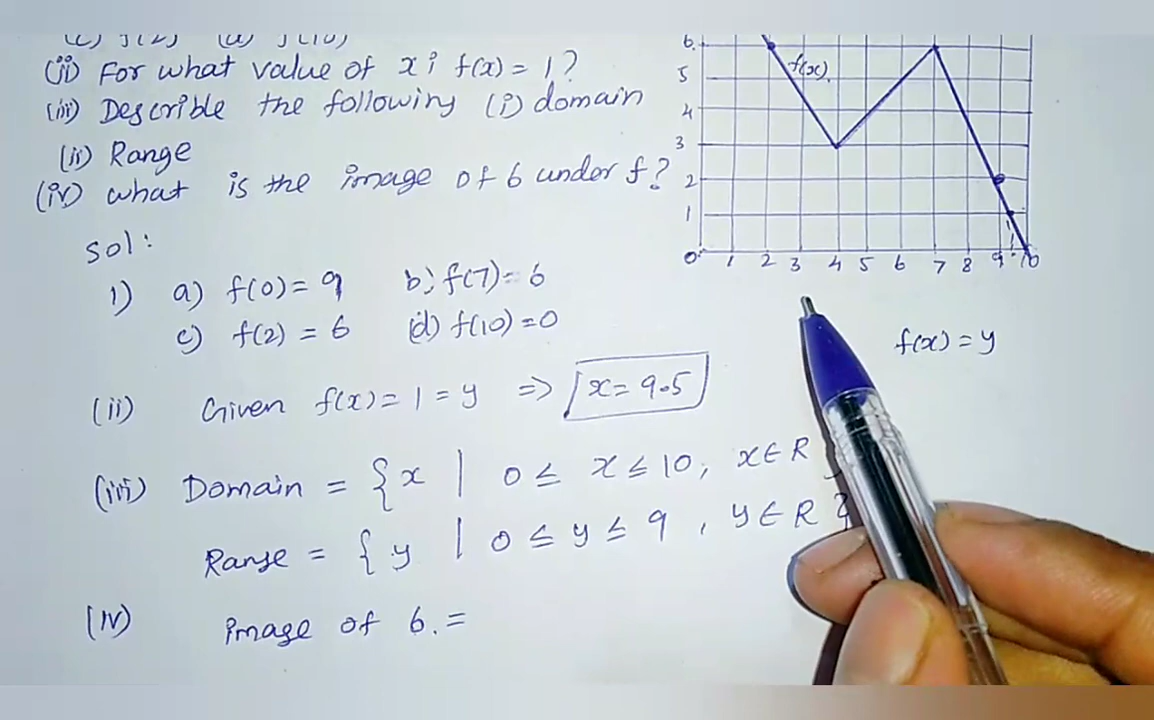 (c) f(2) (d) f(10)
(ii) For what value of x; f(x) = 1?
(iii) Describle the following (i) domain
(ii) Range
(iv) what is the image of 6 under f?
sol:
1) a) f(0) = 9 b) f(7) = 6
c) f(2) = 6 (d) f(10) = 0
(ii) Given f(x) = 1 = y => x = 9.5
(iii) Domain = { x | 0 ≤ x ≤ 10, x ∈ R
Range = { y | 0 ≤ y ≤ 9 , y ∈ R }
(iv) image of 6. =
6
5
4
3
2
1
0 1 2 3 4 5 6 7 8 9 10
f(x)
f(x) = y